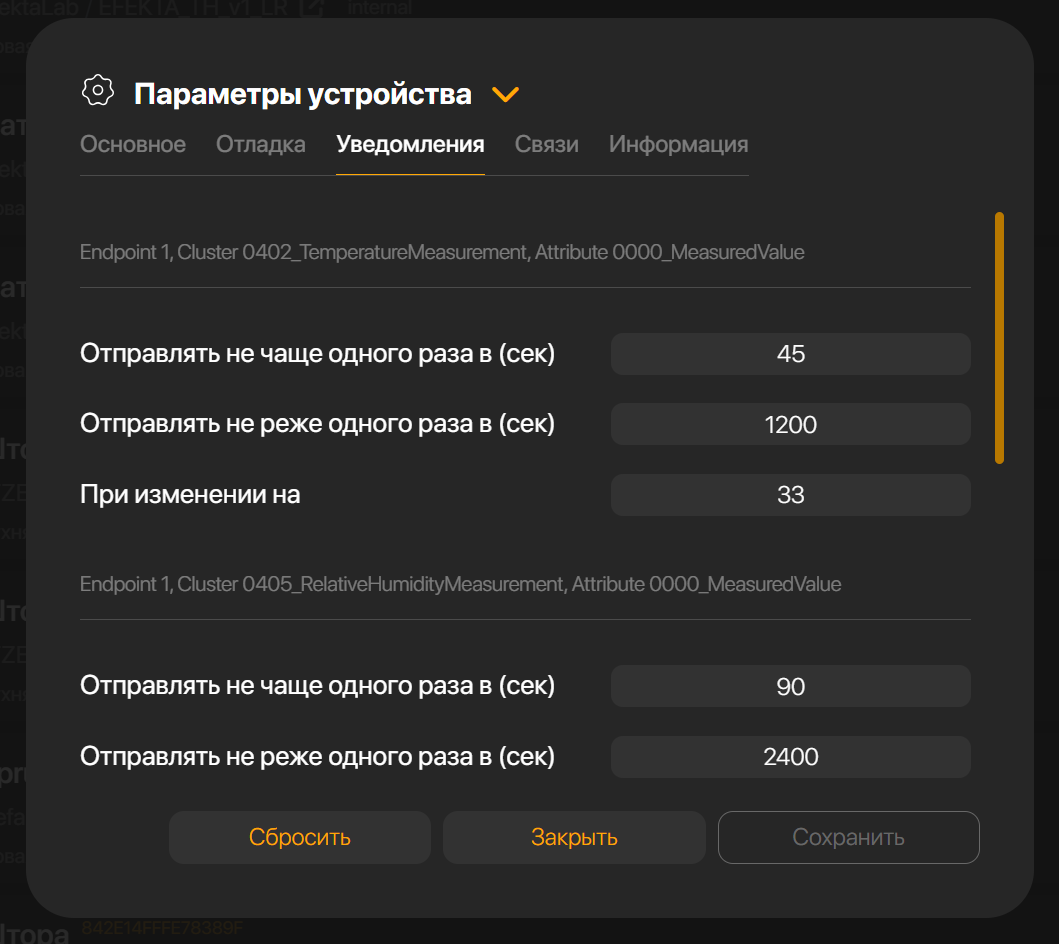 EFEKTA_TH_v1_LR internal
Параметры устройства
Основное Отладка Уведомления Связи Информация
Endpoint 1, Cluster 0402_TemperatureMeasurement, Attribute 0000_MeasuredValue
Отправлять не чаще одного раза в (сек) 45
Отправлять не реже одного раза в (сек) 1200
При изменении на 33
Endpoint 1, Cluster 0405_RelativeHumidityMeasurement, Attribute 0000_MeasuredValue
Отправлять не чаще одного раза в (сек) 90
Отправлять не реже одного раза в (сек) 2400
Сбросить Закрыть Сохранить
842E14FFFE78389F